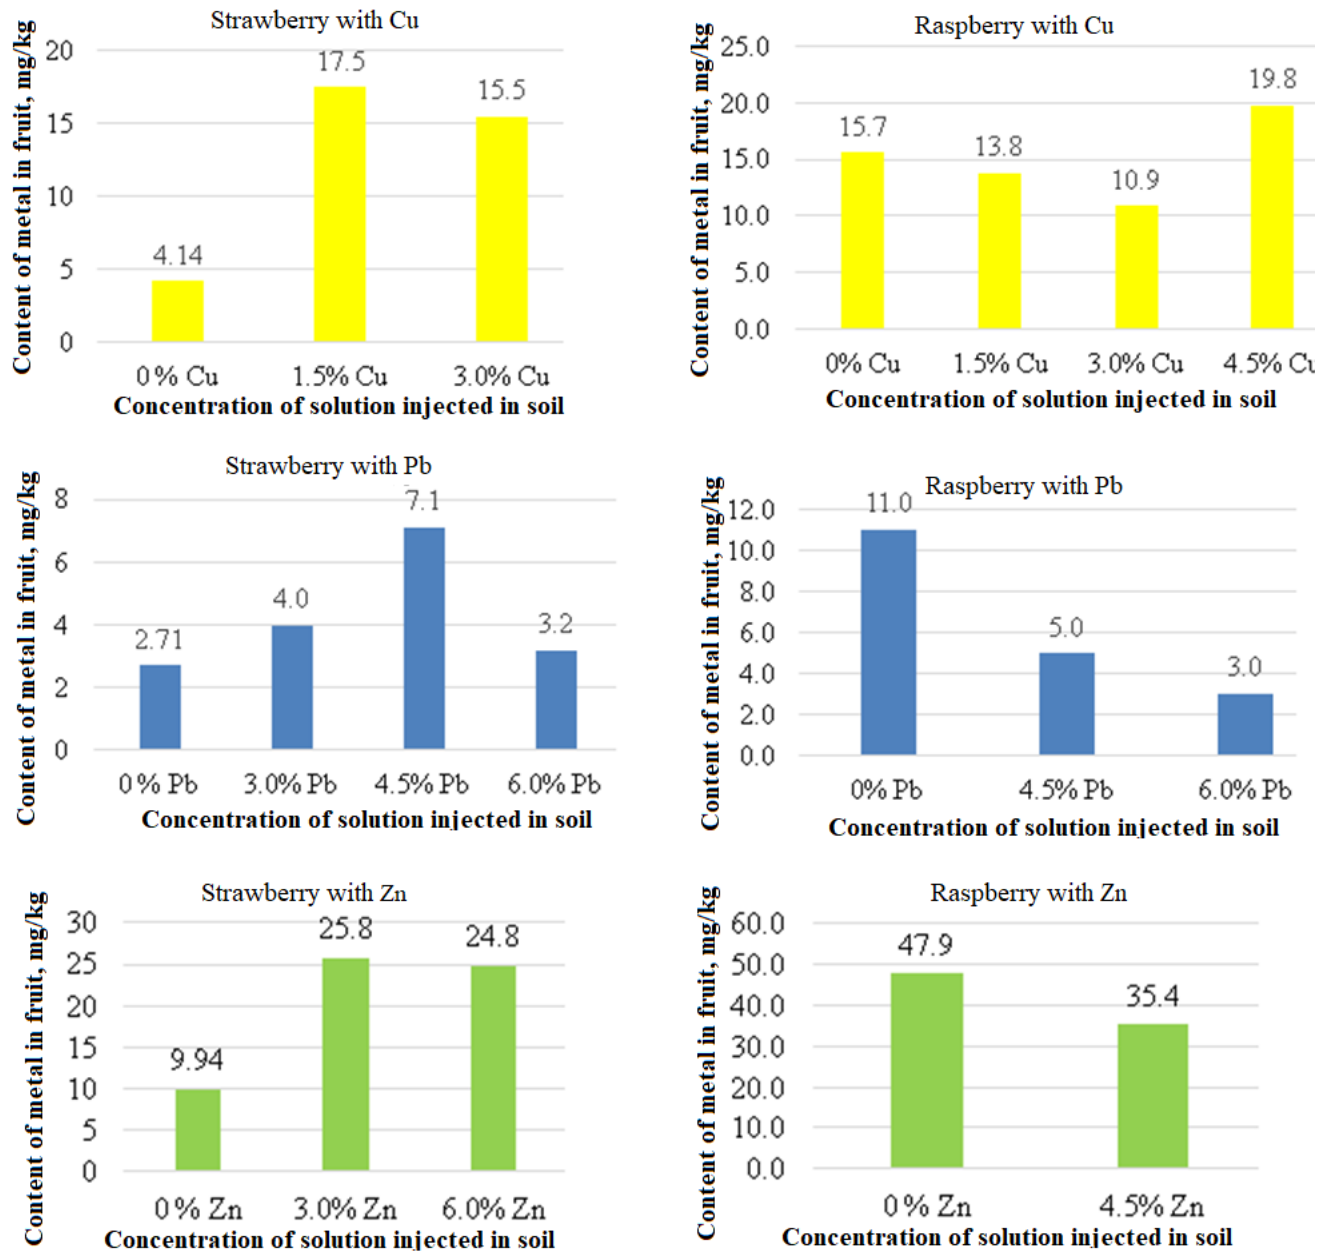 Strawberry with Cu
Content of metal in fruit, mg/kg
20
15
10
5
0
4.14
17.5
15.5
0 % Cu
1.5% Cu
3.0% Cu
Concentration of solution injected in soil
Raspberry with Cu
Content of metal in fruit, mg/kg
25.0
20.0
15.0
10.0
5.0
0.0
15.7
13.8
10.9
19.8
0% Cu
1.5% Cu
3.0% Cu
4.5% Cu
Concentration of solution injected in soil
Strawberry with Pb
Content of metal in fruit, mg/kg
8
6
4
2
0
2.71
4.0
7.1
3.2
0 % Pb
3.0% Pb
4.5% Pb
6.0% Pb
Concentration of solution injected in soil
Raspberry with Pb
Content of metal in fruit, mg/kg
12.0
10.0
8.0
6.0
4.0
2.0
0.0
11.0
5.0
3.0
0% Pb
4.5% Pb
6.0% Pb
Concentration of solution injected in soil
Strawberry with Zn
Content of metal in fruit, mg/kg
30
25
20
15
10
5
0
9.94
25.8
24.8
0 % Zn
3.0% Zn
6.0% Zn
Concentration of solution injected in soil
Raspberry with Zn
Content of metal in fruit, mg/kg
60.0
50.0
40.0
30.0
20.0
10.0
0.0
47.9
35.4
0 % Zn
4.5% Zn
Concentration of solution injected in soil